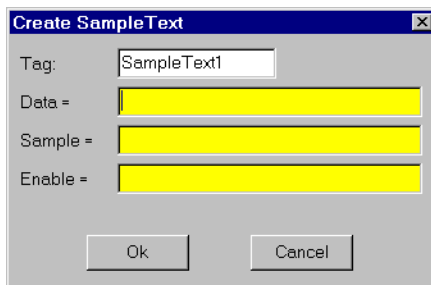 Create SampleText
Tag: SampleText1
Data =
Sample =
Enable =
Ok Cancel